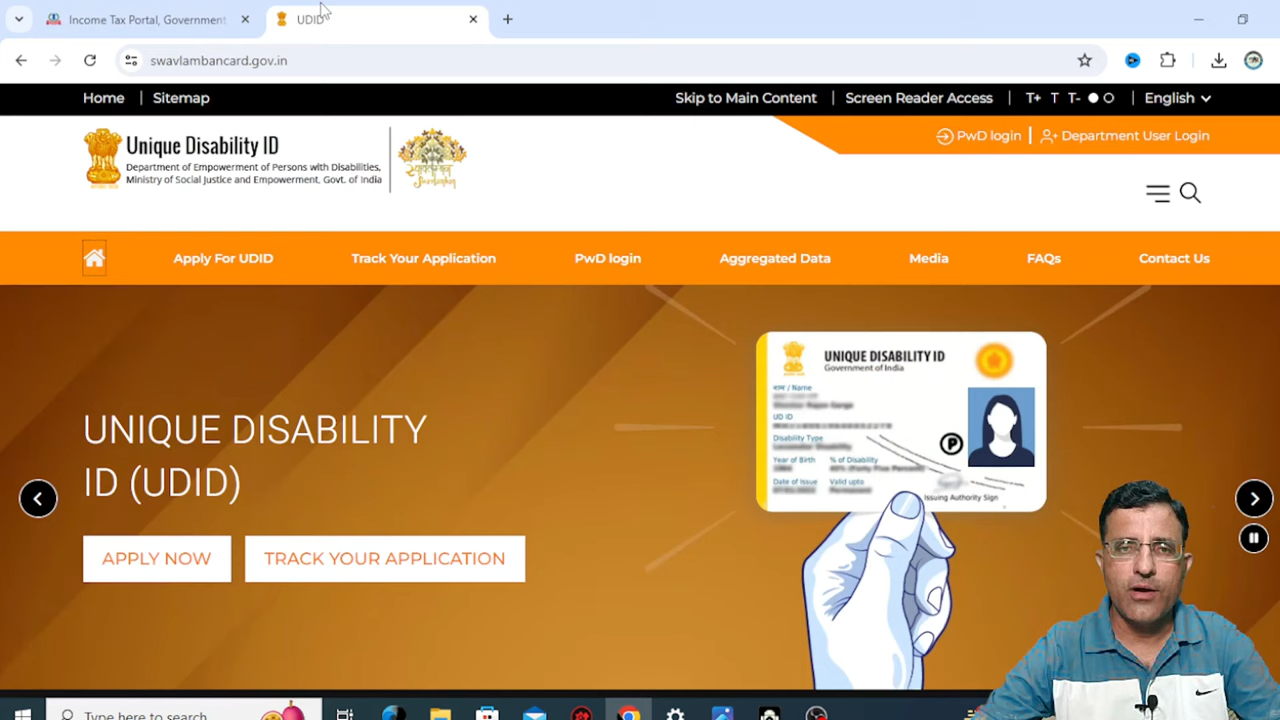 Income Tax Portal, Government
UDID
swavlambancard.gov.in
Home | Sitemap
Skip to Main Content | Screen Reader Access | T+ T T- English
Unique Disability ID
Department of Empowerment of Persons with Disabilities,
Ministry of Social Justice and Empowerment, Govt. of India
PwD login | Department User Login
Apply For UDID Track Your Application PwD login Aggregated Data Media FAQs Contact Us
UNIQUE DISABILITY
ID (UDID)
APPLY NOW TRACK YOUR APPLICATION
UNIQUE DISABILITY ID
Government of India
नाम / Name
UD ID
Disability Type
Year of Birth % of Disability
Date of Issue Valid upto
P
Issuing Authority Sign
Type here to search